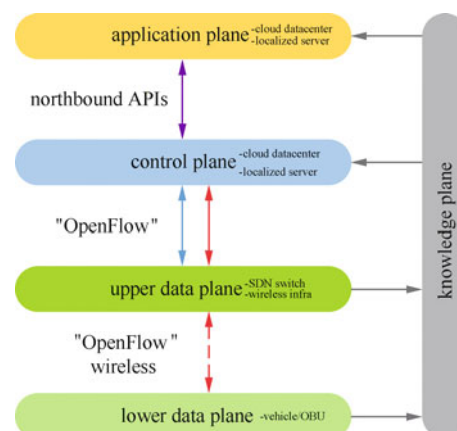 application plane -cloud datacenter
-localized server
northbound APIs
control plane -cloud datacenter
-localized server
"OpenFlow"
upper data plane -SDN switch
-wireless infra
"OpenFlow"
wireless
lower data plane -vehicle/OBU
knowledge plane